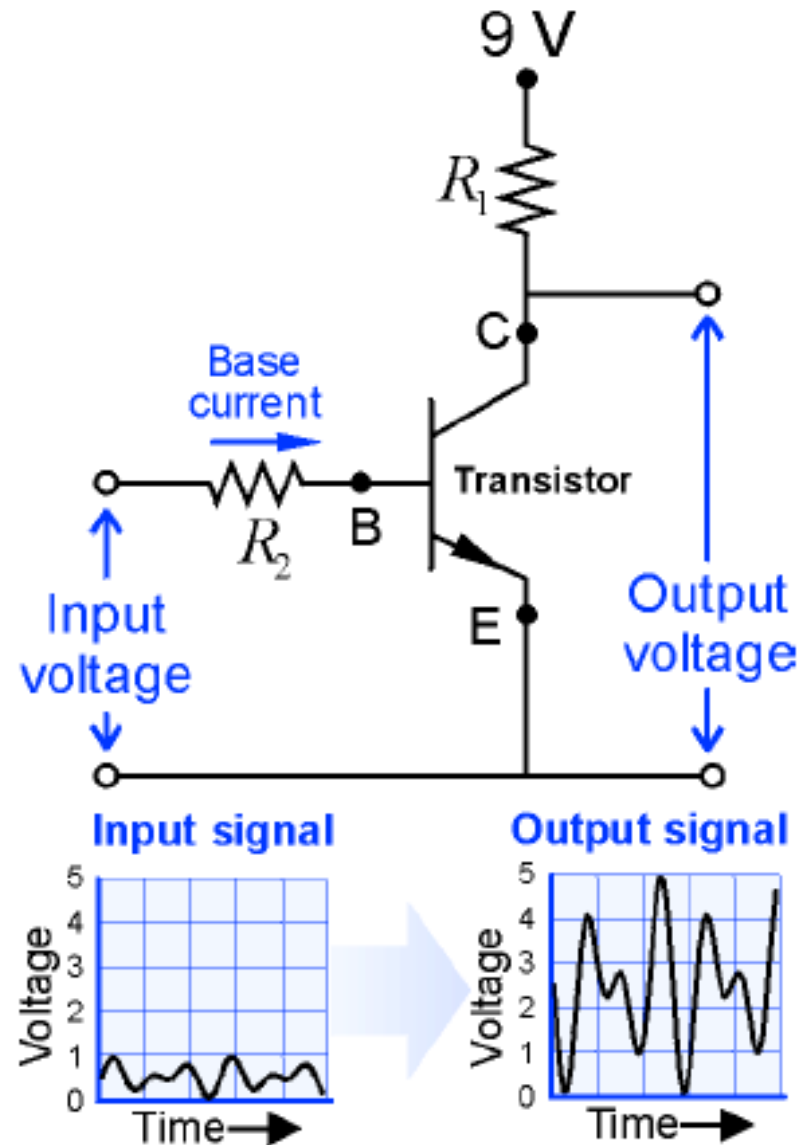 9 V
R₁
C
Base
current
Transistor
B
R₂
E
Input
voltage
Output
voltage
Input signal
Output signal
5
4
3
2
1
0
Voltage
Time
5
4
3
2
1
0
Voltage
Time